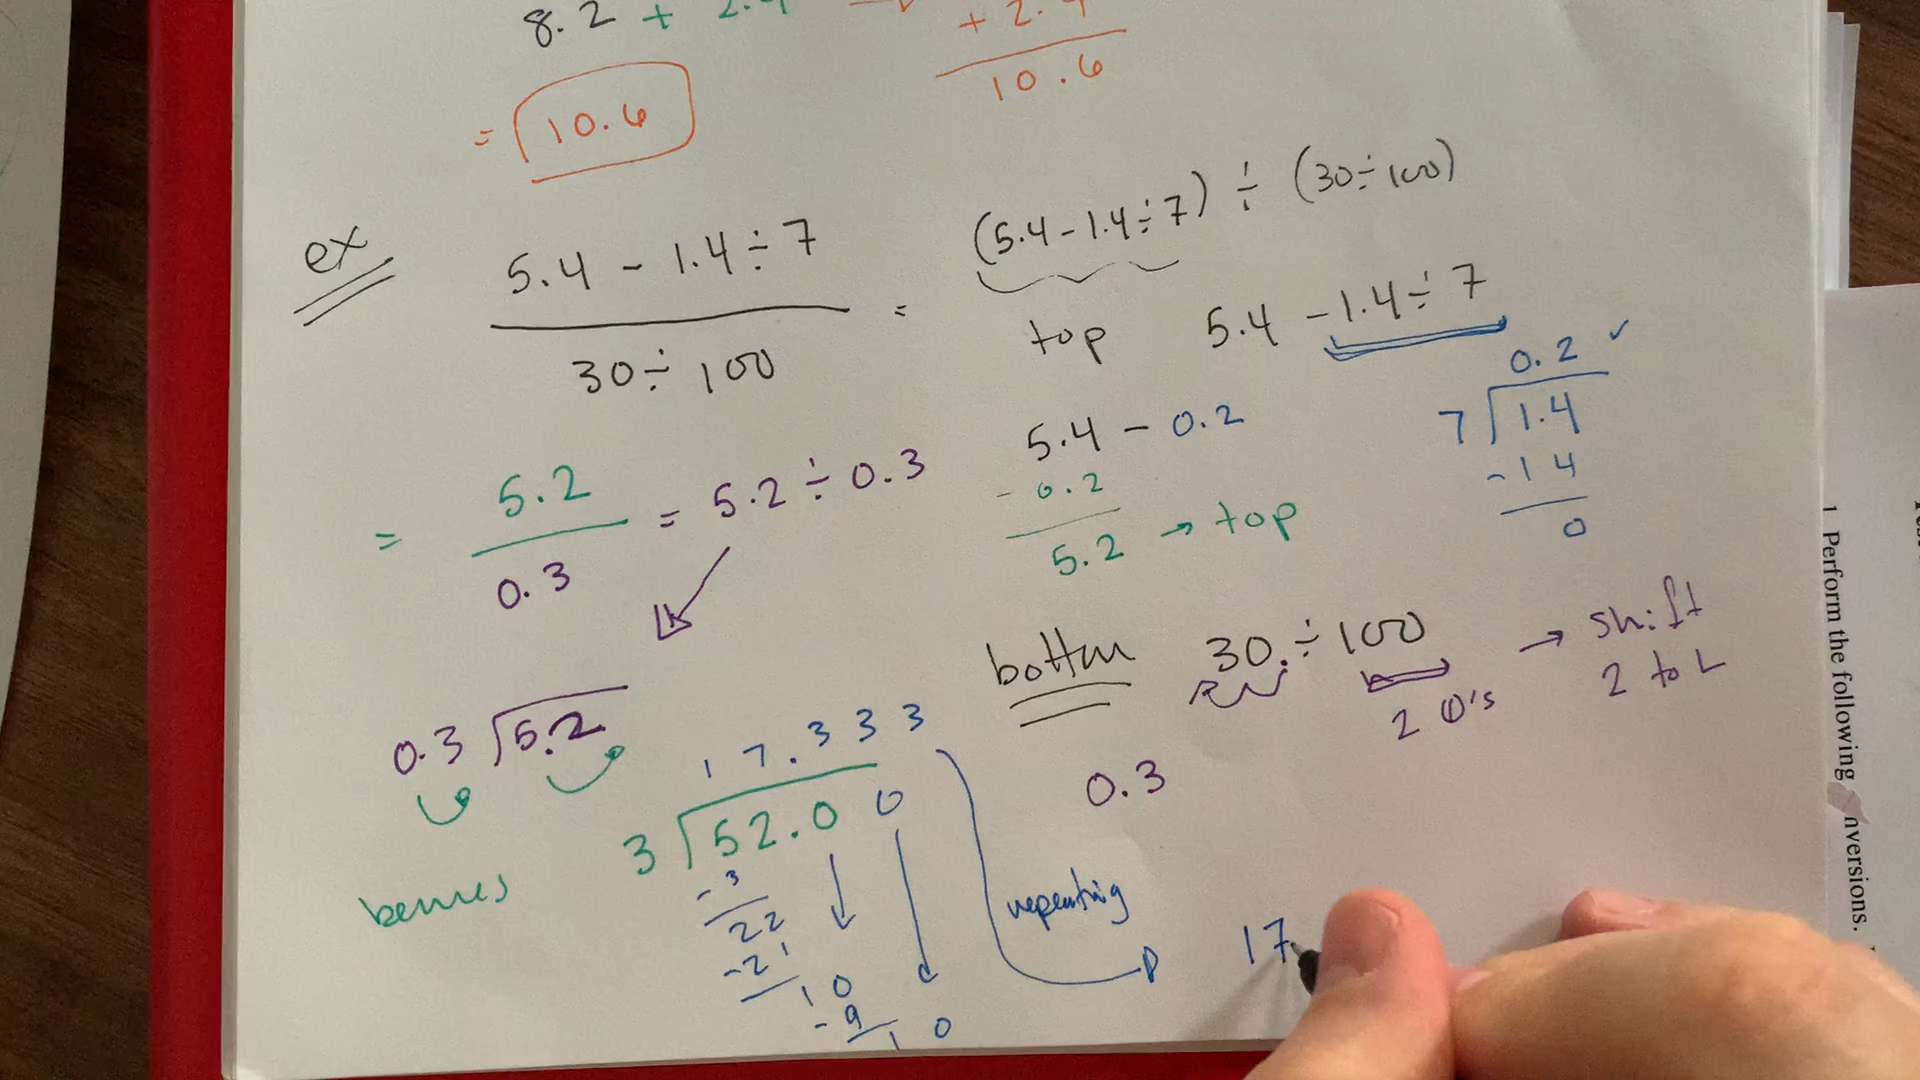 8.2 + 2.4
+ 2.4
10.6
= 10.6
ex
5.4 - 1.4 ÷ 7
30 ÷ 100
= (5.4 - 1.4 ÷ 7) ÷ (30 ÷ 100)
top 5.4 - 1.4 ÷ 7
5.4 - 0.2
- 0.2
5.2 → top
0.2 ✓
7 1.4
- 14
0
= 5.2
0.3
= 5.2 ÷ 0.3
bottom 30. ÷ 100 → shift
2 to L
2 0's
0.3
0.3 5.2
becomes
17.333
3 52.00
- 3
22
- 21
10
- 9
10
repeating
17
1 Perform the following
nversions.